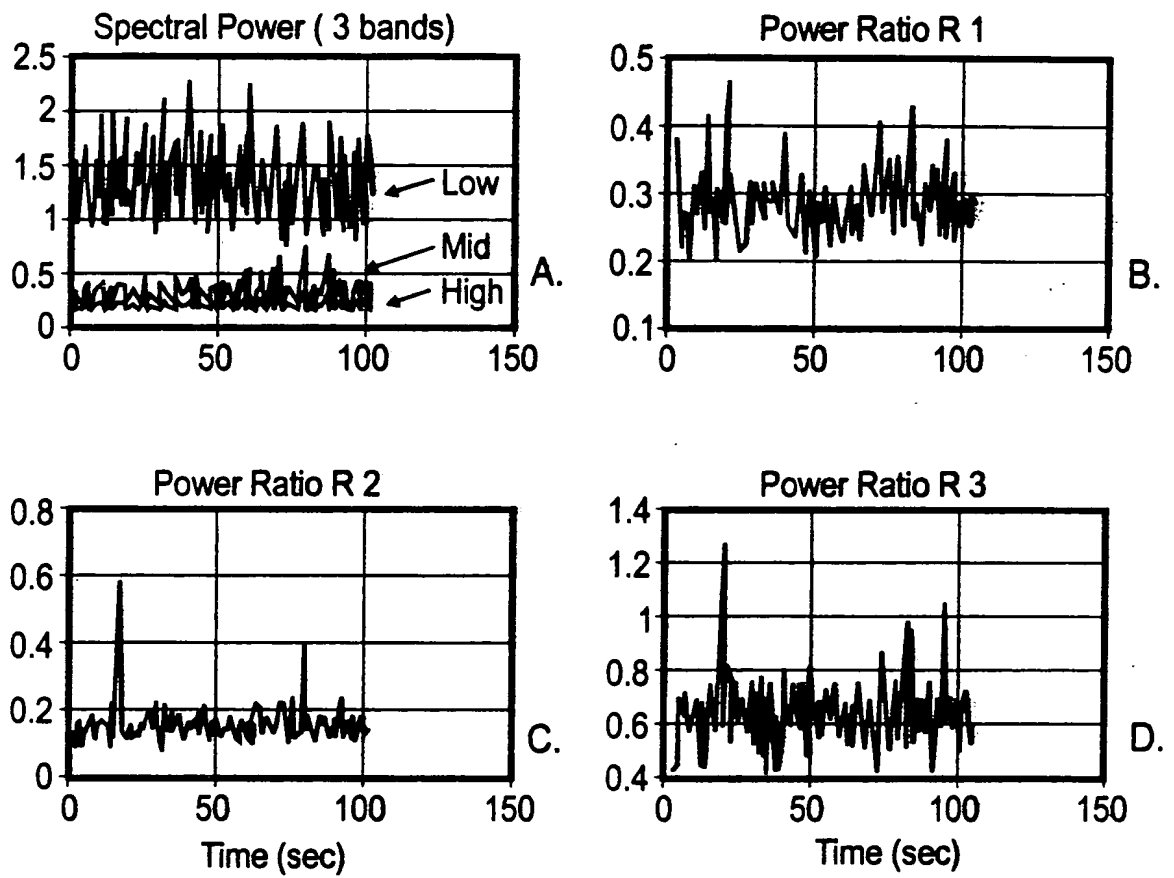 Spectral Power ( 3 bands)
2.5
2
1.5
1
0.5
0
0 50 100 150
Low
Mid
High
A.
Power Ratio R 1
0.5
0.4
0.3
0.2
0.1
0 50 100 150
B.
Power Ratio R 2
0.8
0.6
0.4
0.2
0
0 50 100 150
Time (sec)
C.
Power Ratio R 3
1.4
1.2
1
0.8
0.6
0.4
0 50 100 150
Time (sec)
D.